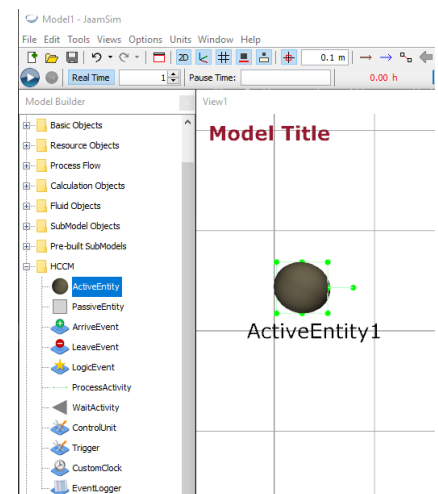 Model1 - JaamSim
File Edit Tools Views Options Units Window Help
2D 0.1 m
Real Time 1 Pause Time: 0.00 h
Model Builder
View1
Basic Objects
Resource Objects
Process Flow
Calculation Objects
Fluid Objects
SubModel Objects
Pre-built SubModels
HCCM
ActiveEntity
PassiveEntity
ArriveEvent
LeaveEvent
LogicEvent
ProcessActivity
WaitActivity
ControlUnit
Trigger
CustomClock
EventLogger
Model Title
ActiveEntity1